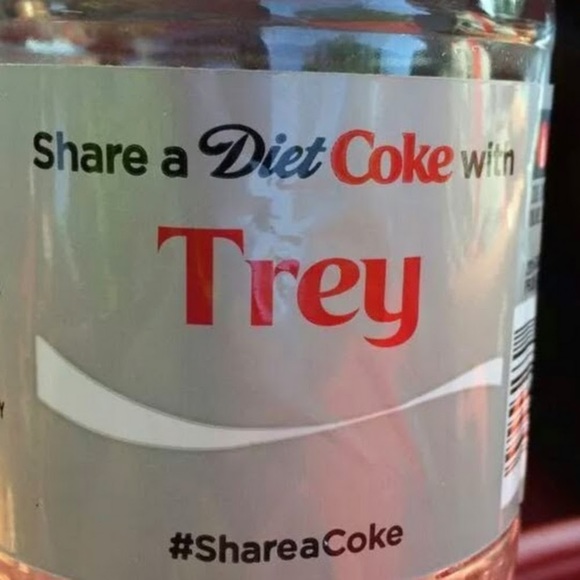 Share a Diet Coke with
Trey
#ShareaCoke